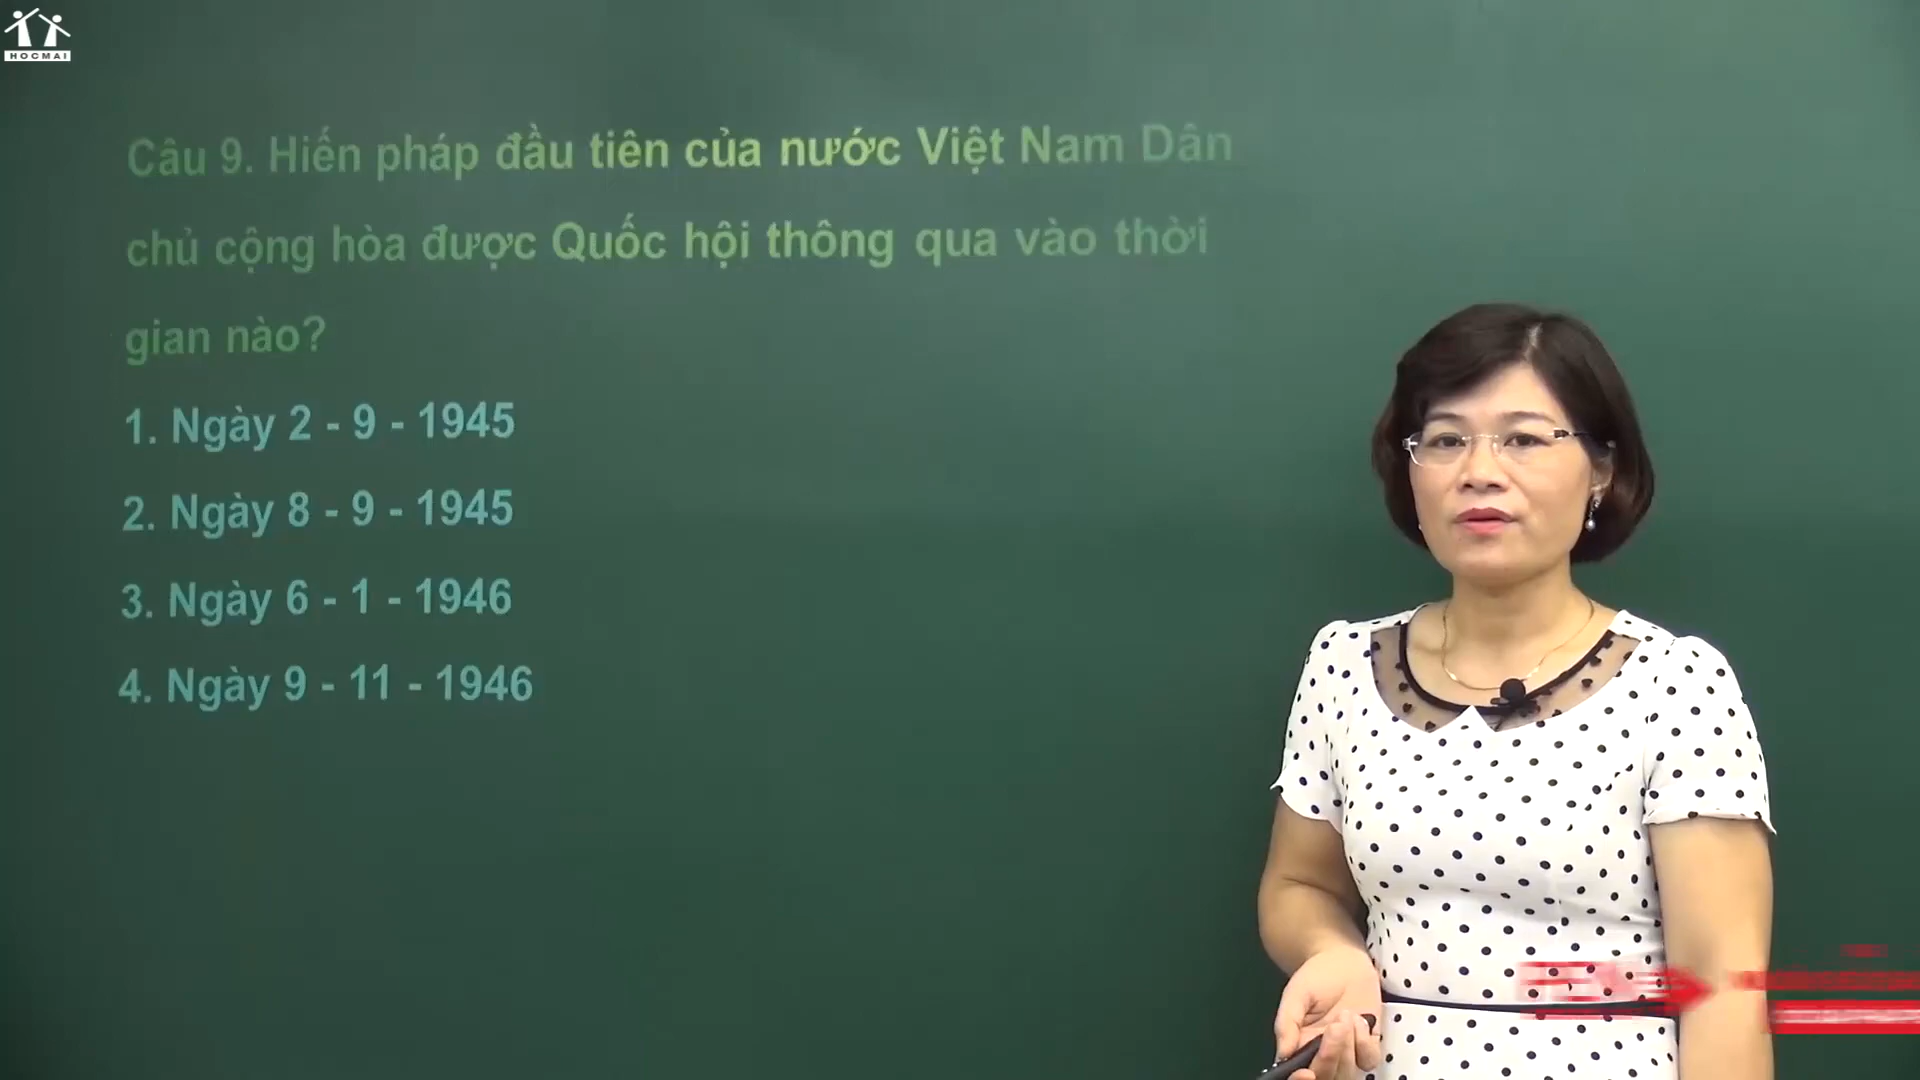 HOCMAI
Câu 9. Hiến pháp đầu tiên của nước Việt Nam Dân
chủ cộng hòa được Quốc hội thông qua vào thời
gian nào?
1. Ngày 2 - 9 - 1945
2. Ngày 8 - 9 - 1945
3. Ngày 6 - 1 - 1946
4. Ngày 9 - 11 - 1946